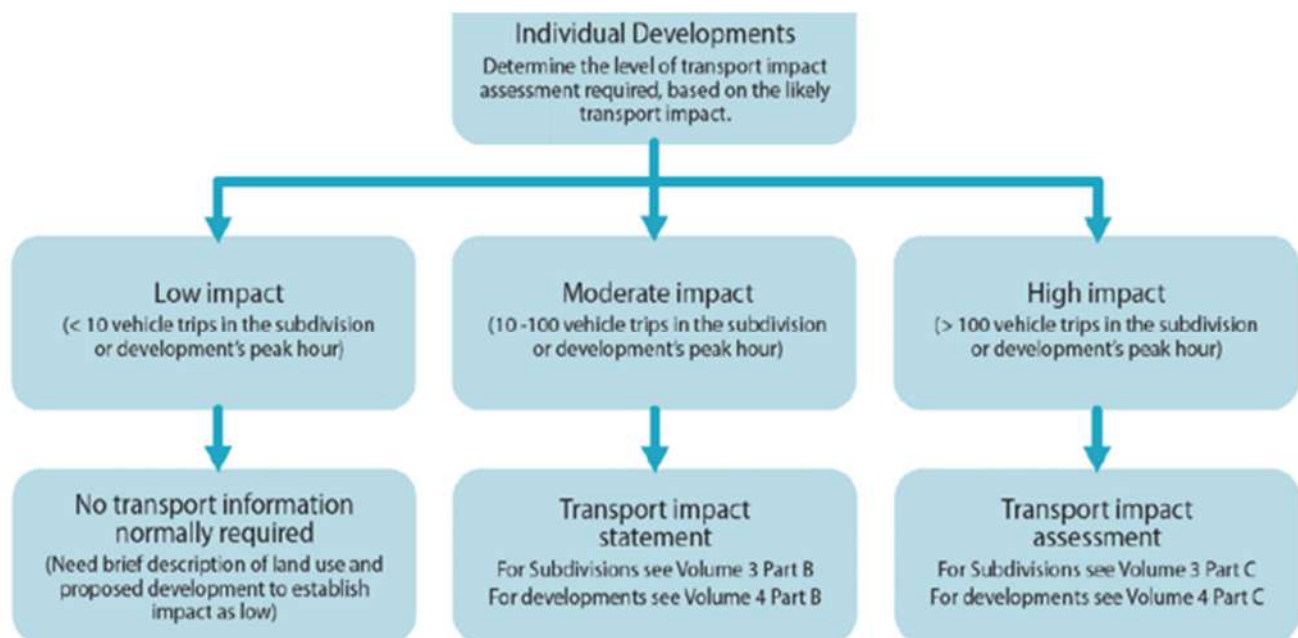 Individual Developments
Determine the level of transport impact
assessment required, based on the likely
transport impact.
Low impact
(< 10 vehicle trips in the subdivision
or development's peak hour)
Moderate impact
(10 -100 vehicle trips in the subdivision
or development's peak hour)
High impact
(> 100 vehicle trips in the subdivision
or development's peak hour)
No transport information
normally required
(Need brief description of land use and
proposed development to establish
impact as low)
Transport impact
statement
For Subdivisions see Volume 3 Part B
For developments see Volume 4 Part B
Transport impact
assessment
For Subdivisions see Volume 3 Part C
For developments see Volume 4 Part C